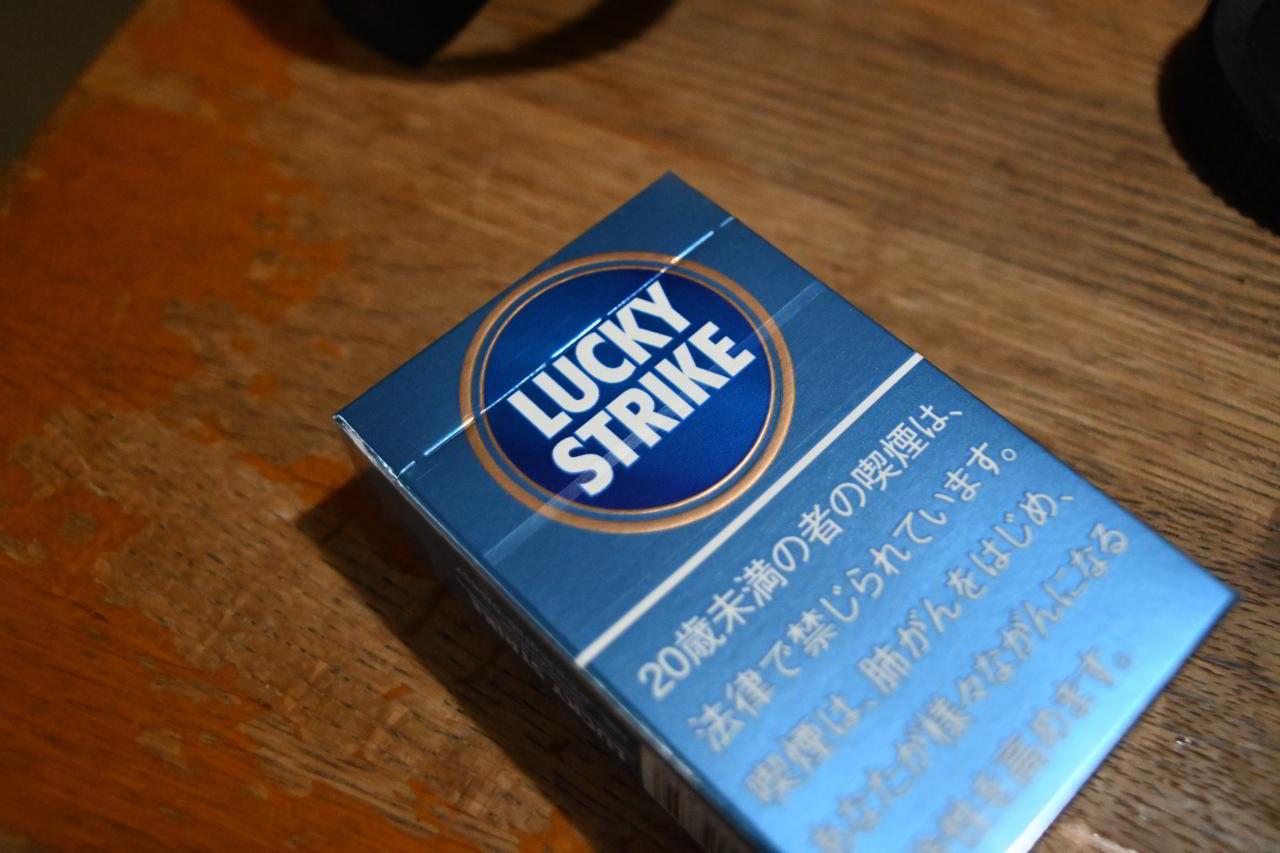 LUCKY
STRIKE
20歳未満の者の喫煙は、
法律で禁じられています。
喫煙は、肺がんをはじめ、
あなたが様々ながんになる
性を高めます。